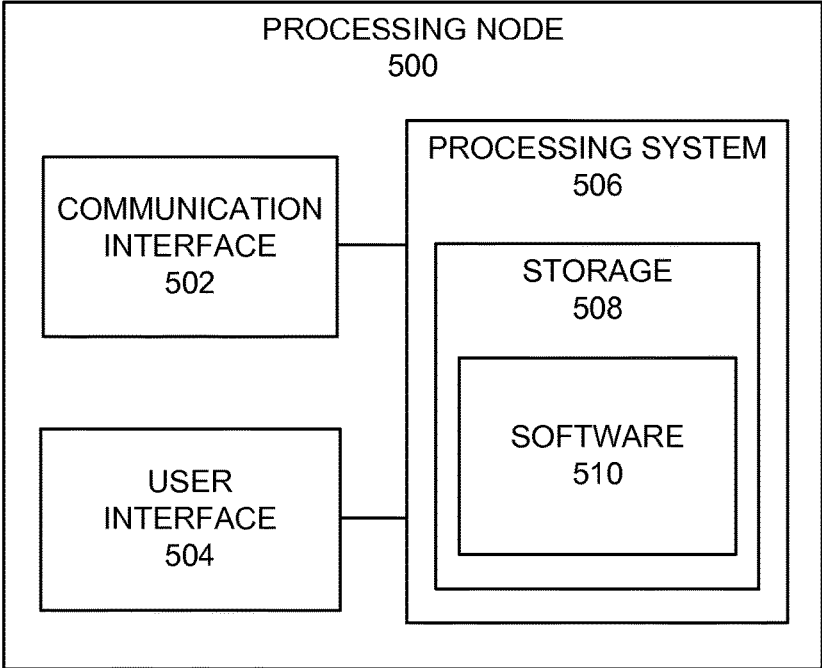 PROCESSING NODE
500
COMMUNICATION
INTERFACE
502
PROCESSING SYSTEM
506
STORAGE
508
SOFTWARE
510
USER
INTERFACE
504